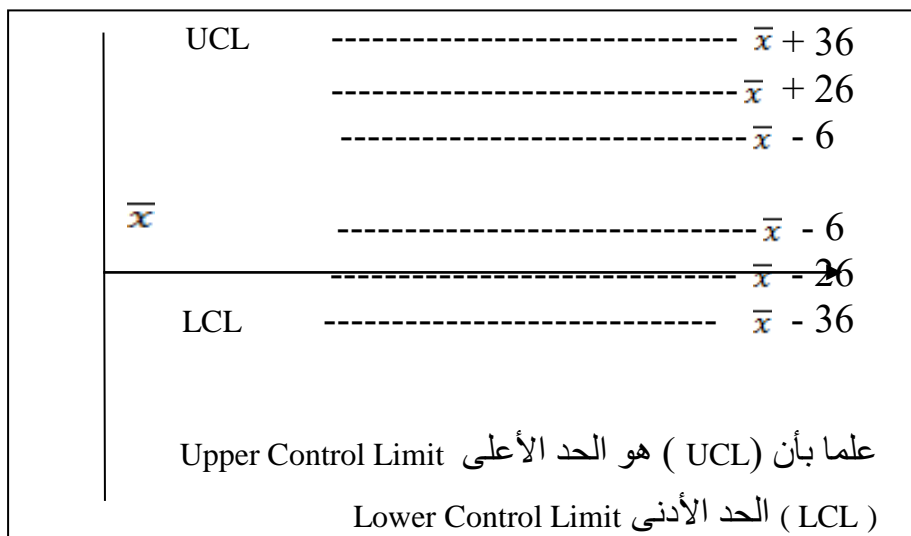 UCL ------------------------------ x̅ + 36
------------------------------ x̅ + 26
------------------------------ x̅ - 6
x̅ ------------------------------ x̅ - 6
------------------------------ x̅ - 26
LCL ----------------------------- x̅ - 36
علما بأن (UCL ) هو الحد الأعلى Upper Control Limit
( LCL ) الحد الأدنى Lower Control Limit